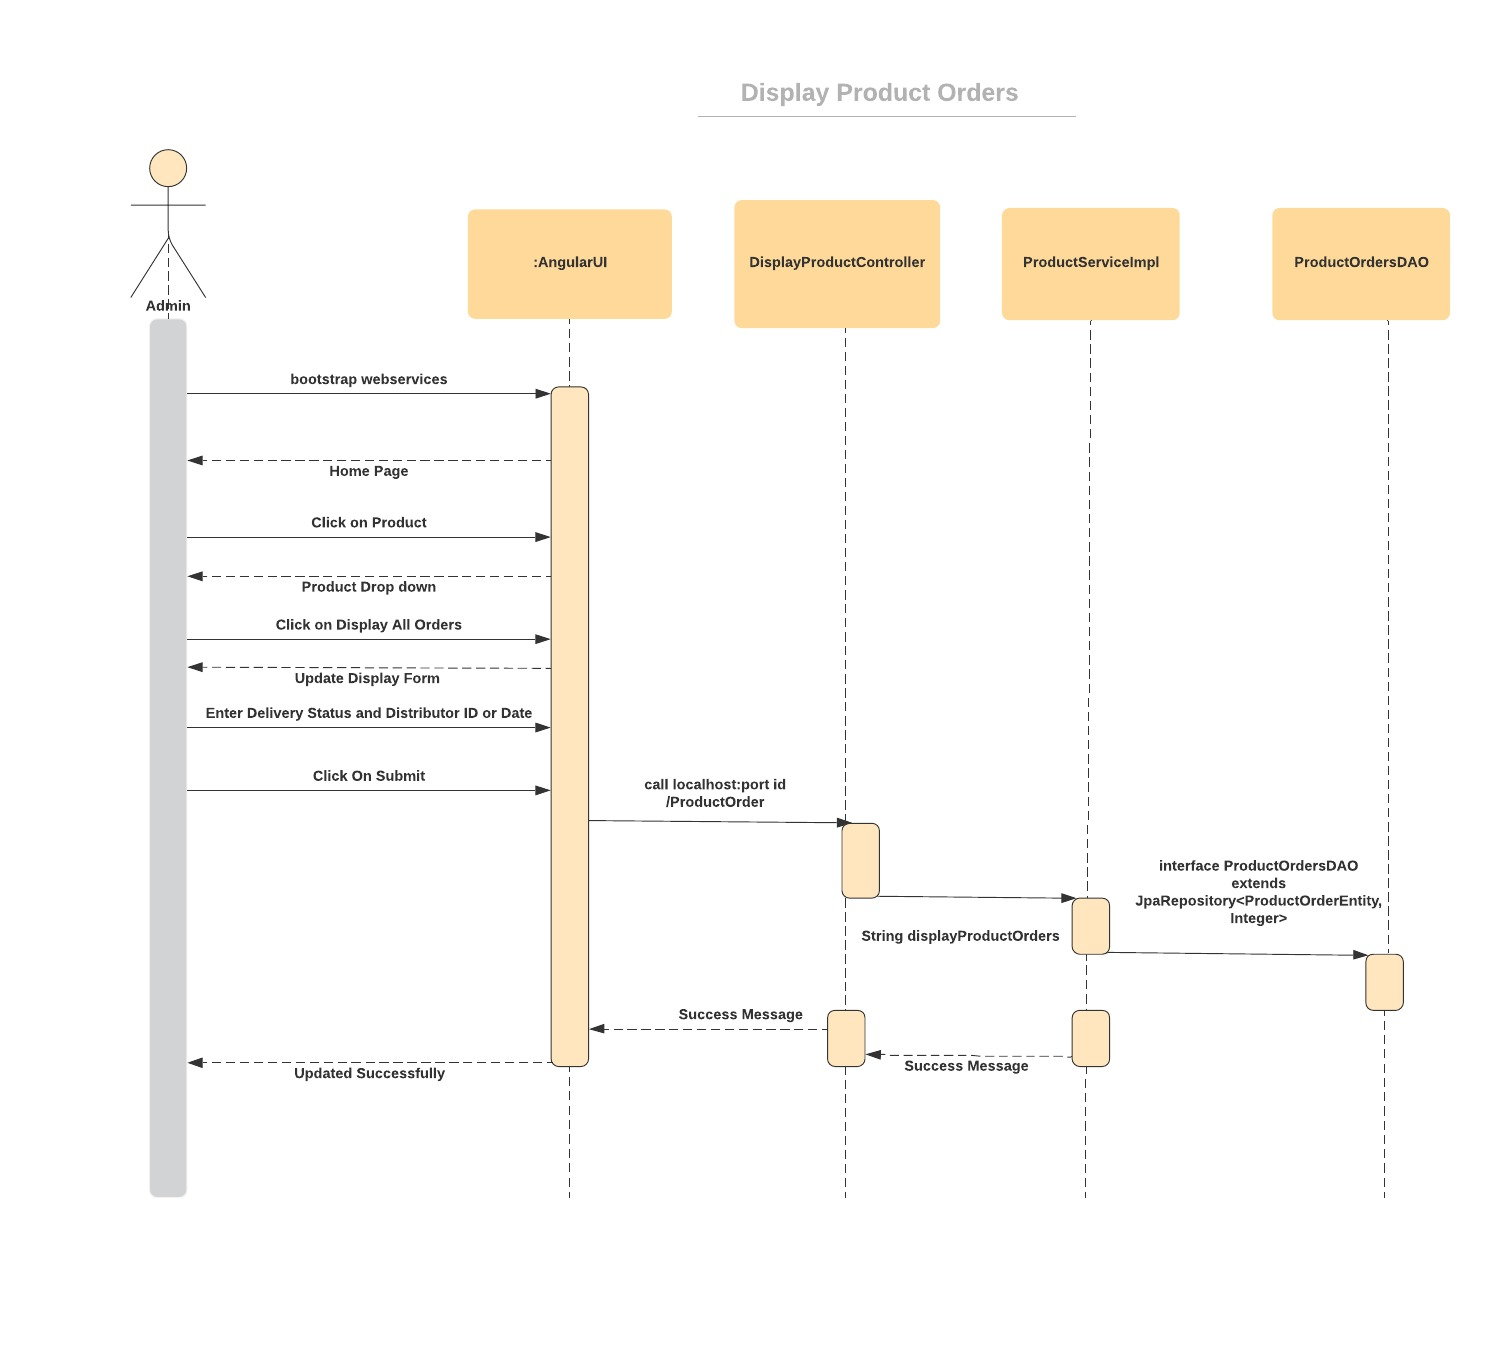 Display Product Orders
Admin
:AngularUI
DisplayProductController
ProductServiceImpl
ProductOrdersDAO
bootstrap webservices
Home Page
Click on Product
Product Drop down
Click on Display All Orders
Update Display Form
Enter Delivery Status and Distributor ID or Date
Click On Submit
call localhost:port id
/ProductOrder
interface ProductOrdersDAO
extends
JpaRepository<ProductOrderEntity,
Integer>
String displayProductOrders
Success Message
Success Message
Updated Successfully